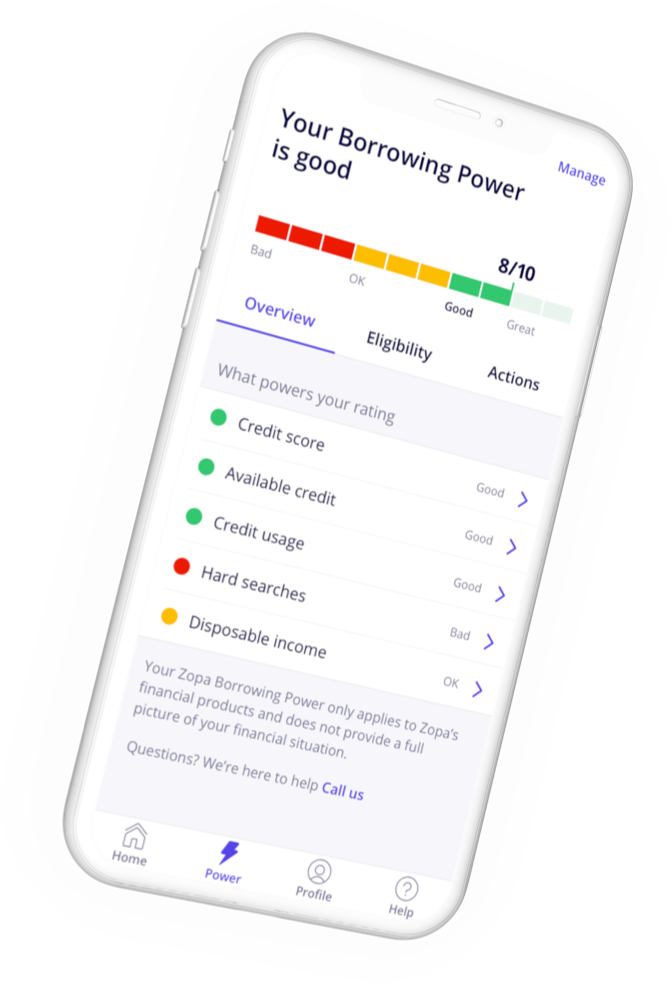 Manage
Your Borrowing Power
is good
8/10
Bad
OK
Good
Great
Overview
Eligibility
Actions
What powers your rating
Credit score
Good
Available credit
Good
Credit usage
Good
Hard searches
Bad
Disposable income
OK
Your Zopa Borrowing Power only applies to Zopa's
financial products and does not provide a full
picture of your financial situation.
Questions? We're here to help Call us
Home
Power
Profile
Help